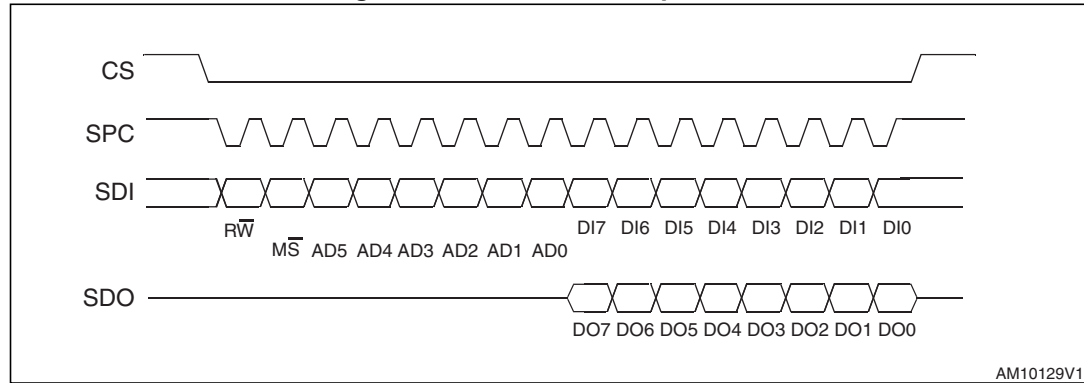 CS
SPC
SDI
RW̅
MS̅ AD5 AD4 AD3 AD2 AD1 AD0
DI7 DI6 DI5 DI4 DI3 DI2 DI1 DI0
SDO
DO7 DO6 DO5 DO4 DO3 DO2 DO1 DO0
AM10129V1